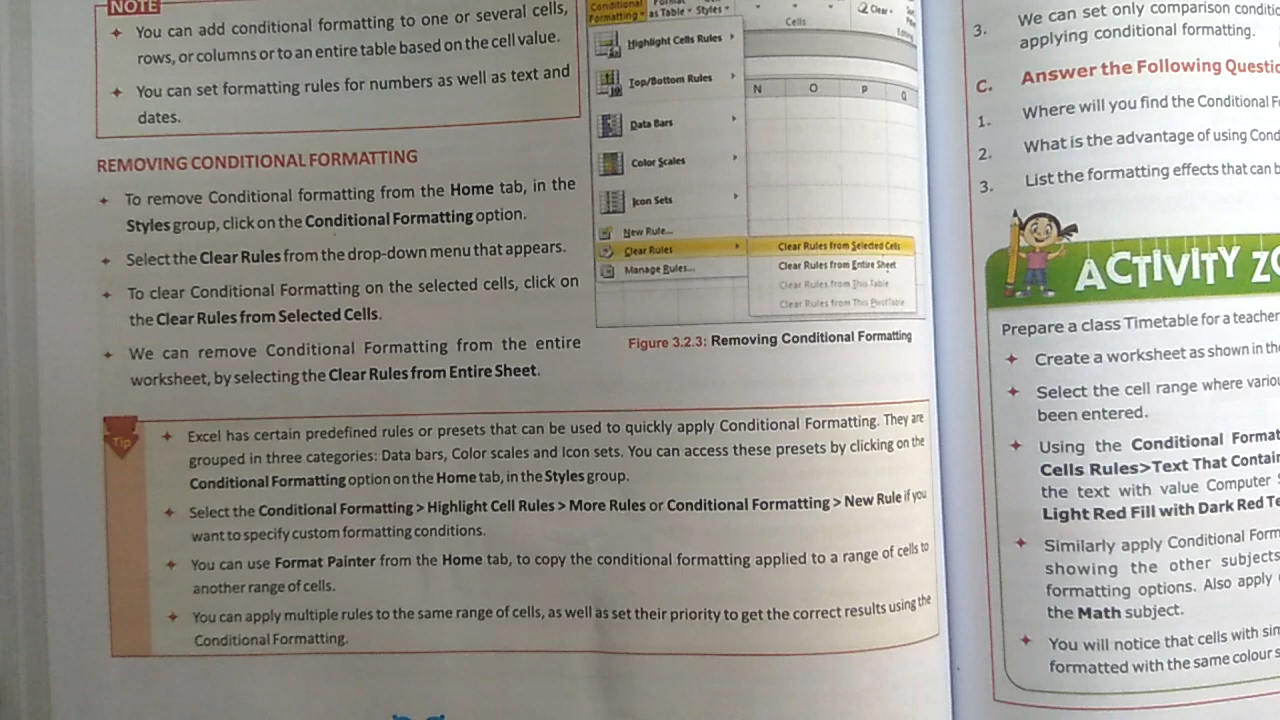 NOTE
You can add conditional formatting to one or several cells,
rows, or columns or to an entire table based on the cell value.
You can set formatting rules for numbers as well as text and
dates.
REMOVING CONDITIONAL FORMATTING
To remove Conditional formatting from the Home tab, in the
Styles group, click on the Conditional Formatting option.
Select the Clear Rules from the drop-down menu that appears.
To clear Conditional Formatting on the selected cells, click on
the Clear Rules from Selected Cells.
We can remove Conditional Formatting from the entire
worksheet, by selecting the Clear Rules from Entire Sheet.
Conditional
Formatting as Table Styles
Clear
Cells
Editing
Highlight Cells Rules
Top/Bottom Rules
Data Bars
Color Scales
Icon Sets
New Rule...
Clear Rules
Manage Rules...
N O P Q
Clear Rules from Selected Cells
Clear Rules from Entire Sheet
Clear Rules from This Table
Clear Rules from This PivotTable
Figure 3.2.3: Removing Conditional Formatting
Tip
Excel has certain predefined rules or presets that can be used to quickly apply Conditional Formatting. They are
grouped in three categories: Data bars, Color scales and Icon sets. You can access these presets by clicking on the
Conditional Formatting option on the Home tab, in the Styles group.
Select the Conditional Formatting > Highlight Cell Rules > More Rules or Conditional Formatting > New Rule if you
want to specify custom formatting conditions.
You can use Format Painter from the Home tab, to copy the conditional formatting applied to a range of cells to
another range of cells.
You can apply multiple rules to the same range of cells, as well as set their priority to get the correct results using the
Conditional Formatting.
3. We can set only comparison conditio
applying conditional formatting.
C. Answer the Following Questio
1. Where will you find the Conditional F
2. What is the advantage of using Cond
3. List the formatting effects that can b
ACTIVITY ZO
Prepare a class Timetable for a teacher
Create a worksheet as shown in the
Select the cell range where variou
been entered.
Using the Conditional Format
Cells Rules>Text That Contain
the text with value Computer S
Light Red Fill with Dark Red Te
Similarly apply Conditional Form
showing the other subjects
formatting options. Also apply
the Math subject.
You will notice that cells with sim
formatted with the same colour s